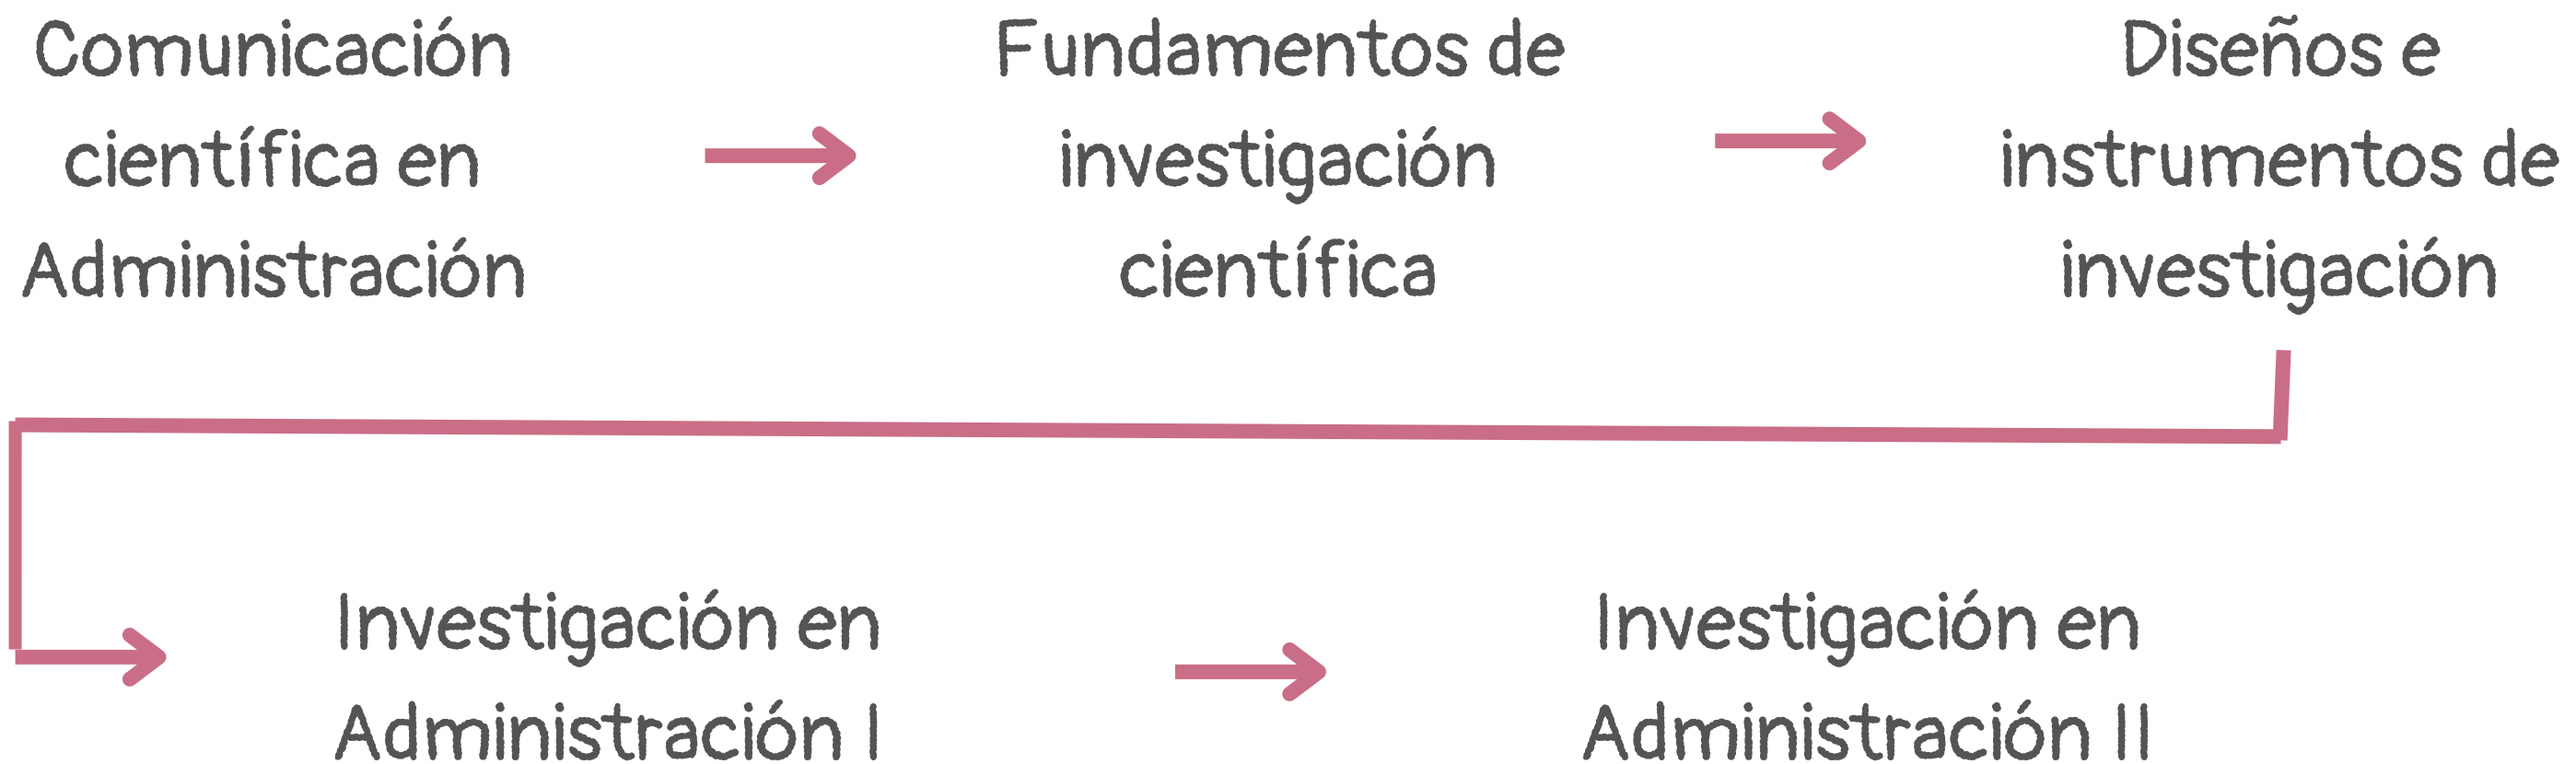 Comunicación
científica en
Administración
Fundamentos de
investigación
científica
Diseños e
instrumentos de
investigación
Investigación en
Administración I
Investigación en
Administración II